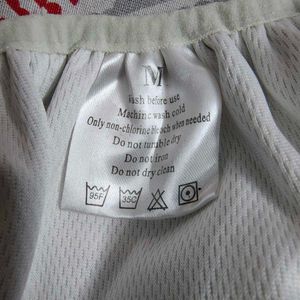 M
Wash before use
Machine wash cold
Only non-chlorine bleach when needed
Do not tumble dry
Do not iron
Do not dry clean
95F 35C